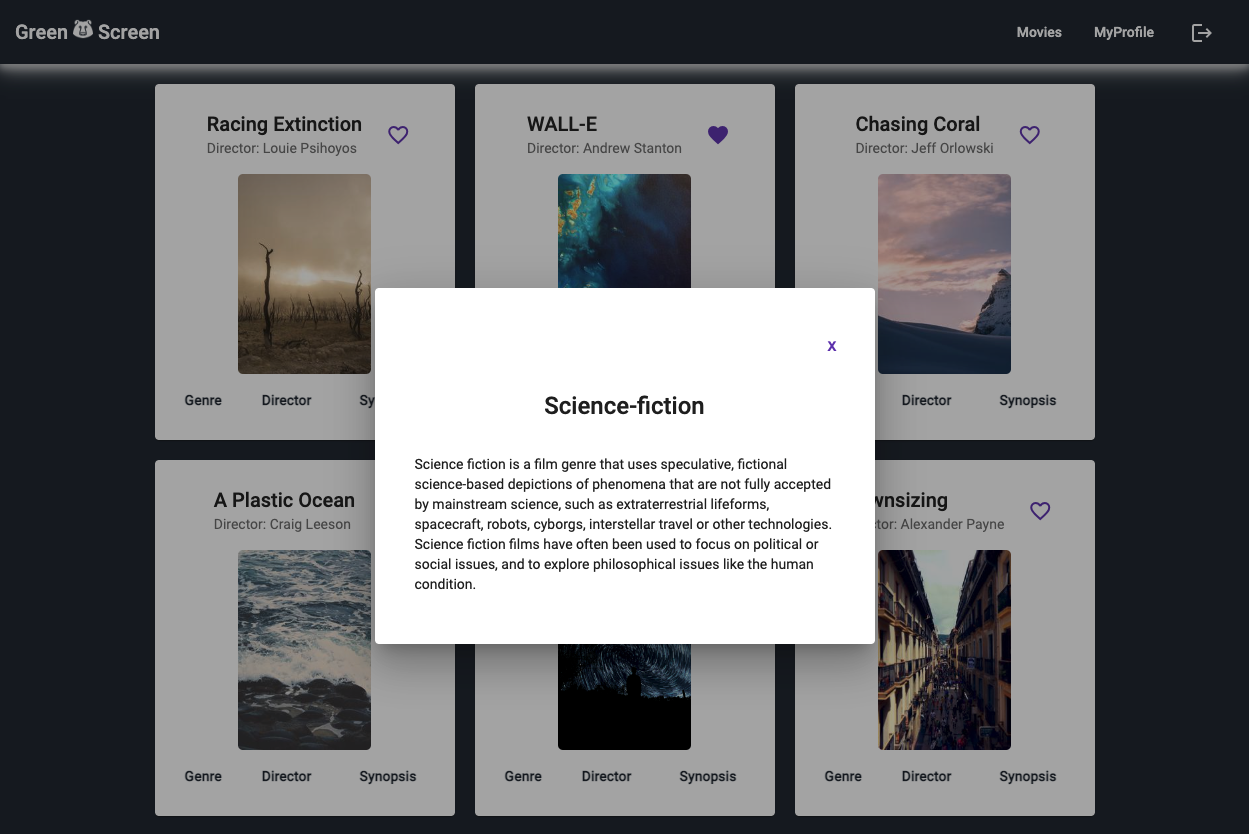 Green Screen
Movies
MyProfile
Racing Extinction
Director: Louie Psihoyos
WALL-E
Director: Andrew Stanton
Chasing Coral
Director: Jeff Orlowski
Genre
Director
Sy
Director
Synopsis
x
Science-fiction
Science fiction is a film genre that uses speculative, fictional
science-based depictions of phenomena that are not fully accepted
by mainstream science, such as extraterrestrial lifeforms,
spacecraft, robots, cyborgs, interstellar travel or other technologies.
Science fiction films have often been used to focus on political or
social issues, and to explore philosophical issues like the human
condition.
A Plastic Ocean
Director: Craig Leeson
wnsizing
ctor: Alexander Payne
Genre
Director
Synopsis
Genre
Director
Synopsis
Genre
Director
Synopsis